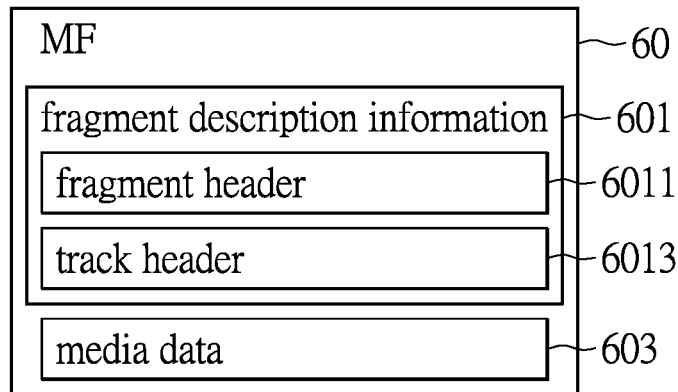 MF 60
fragment description information 601
fragment header 6011
track header 6013
media data 603